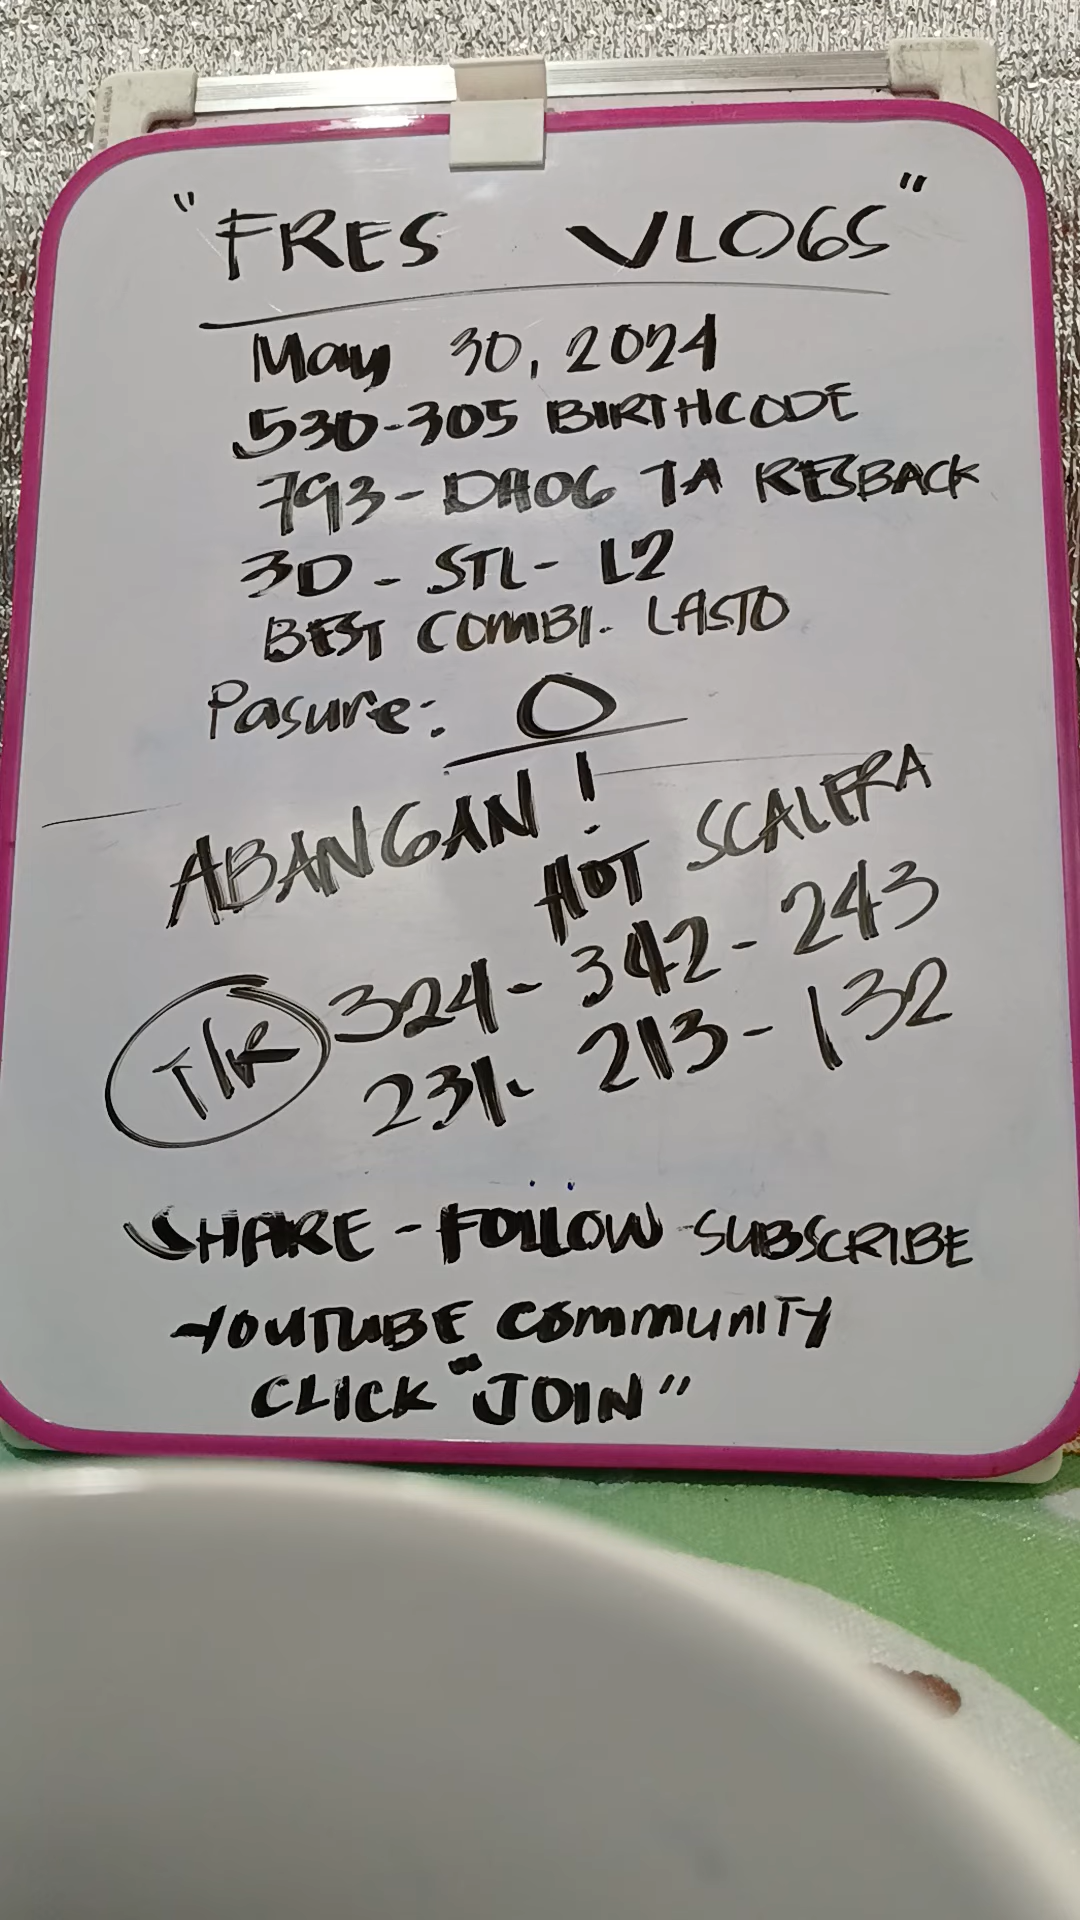 "FRES VLOGS"
May 30, 2024
530-305 BIRTHCODE
793-DHOG TA RESBACK
3D - STL - L2
BEST COMBI. LASTO
Pasure: 0
ABANGAN!
HOT SCALERA
T/R 324 - 342 - 243
231. 213 - 132
SHARE - FOLLOW - SUBSCRIBE
-YOUTUBE COMMUNITY
CLICK "JOIN"